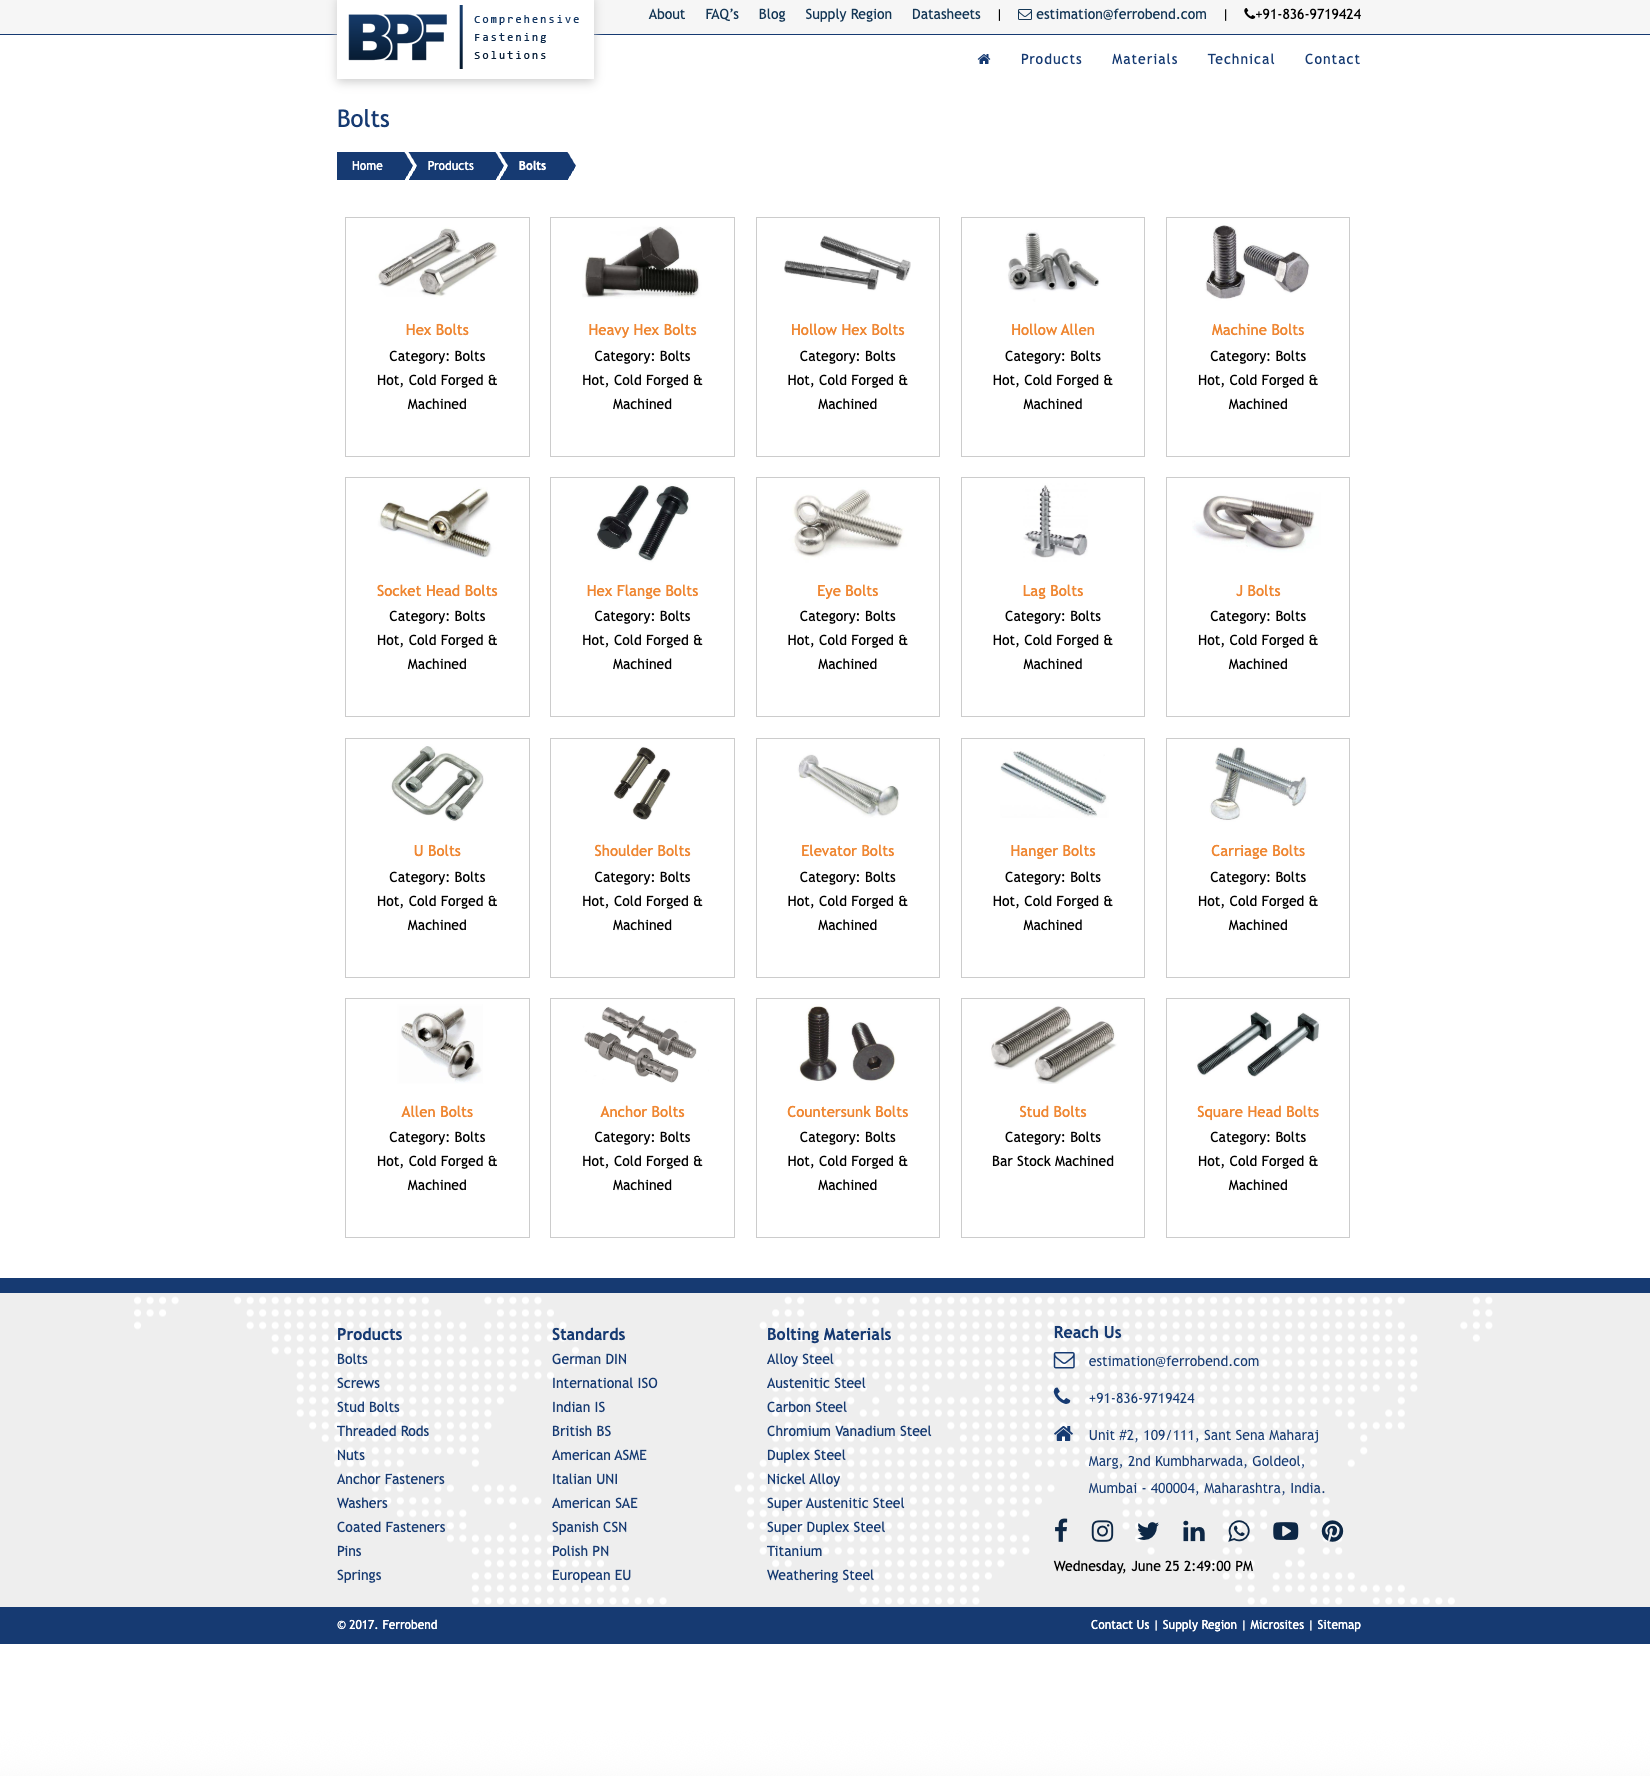 BPF
Comprehensive
Fastening
Solutions
About FAQ’s Blog Supply Region Datasheets | estimation@ferrobend.com | +91-836-9719424
Products Materials Technical Contact
Bolts
Home Products Bolts
Hex Bolts
Category: Bolts
Hot, Cold Forged &
Machined
Heavy Hex Bolts
Category: Bolts
Hot, Cold Forged &
Machined
Hollow Hex Bolts
Category: Bolts
Hot, Cold Forged &
Machined
Hollow Allen
Category: Bolts
Hot, Cold Forged &
Machined
Machine Bolts
Category: Bolts
Hot, Cold Forged &
Machined
Socket Head Bolts
Category: Bolts
Hot, Cold Forged &
Machined
Hex Flange Bolts
Category: Bolts
Hot, Cold Forged &
Machined
Eye Bolts
Category: Bolts
Hot, Cold Forged &
Machined
Lag Bolts
Category: Bolts
Hot, Cold Forged &
Machined
J Bolts
Category: Bolts
Hot, Cold Forged &
Machined
U Bolts
Category: Bolts
Hot, Cold Forged &
Machined
Shoulder Bolts
Category: Bolts
Hot, Cold Forged &
Machined
Elevator Bolts
Category: Bolts
Hot, Cold Forged &
Machined
Hanger Bolts
Category: Bolts
Hot, Cold Forged &
Machined
Carriage Bolts
Category: Bolts
Hot, Cold Forged &
Machined
Allen Bolts
Category: Bolts
Hot, Cold Forged &
Machined
Anchor Bolts
Category: Bolts
Hot, Cold Forged &
Machined
Countersunk Bolts
Category: Bolts
Hot, Cold Forged &
Machined
Stud Bolts
Category: Bolts
Bar Stock Machined
Square Head Bolts
Category: Bolts
Hot, Cold Forged &
Machined
Products
Bolts
Screws
Stud Bolts
Threaded Rods
Nuts
Anchor Fasteners
Washers
Coated Fasteners
Pins
Springs
Standards
German DIN
International ISO
Indian IS
British BS
American ASME
Italian UNI
American SAE
Spanish CSN
Polish PN
European EU
Bolting Materials
Alloy Steel
Austenitic Steel
Carbon Steel
Chromium Vanadium Steel
Duplex Steel
Nickel Alloy
Super Austenitic Steel
Super Duplex Steel
Titanium
Weathering Steel
Reach Us
estimation@ferrobend.com
+91-836-9719424
Unit #2, 109/111, Sant Sena Maharaj
Marg, 2nd Kumbharwada, Goldeol,
Mumbai - 400004, Maharashtra, India.
Wednesday, June 25 2:49:00 PM
© 2017. Ferrobend
Contact Us | Supply Region | Microsites | Sitemap